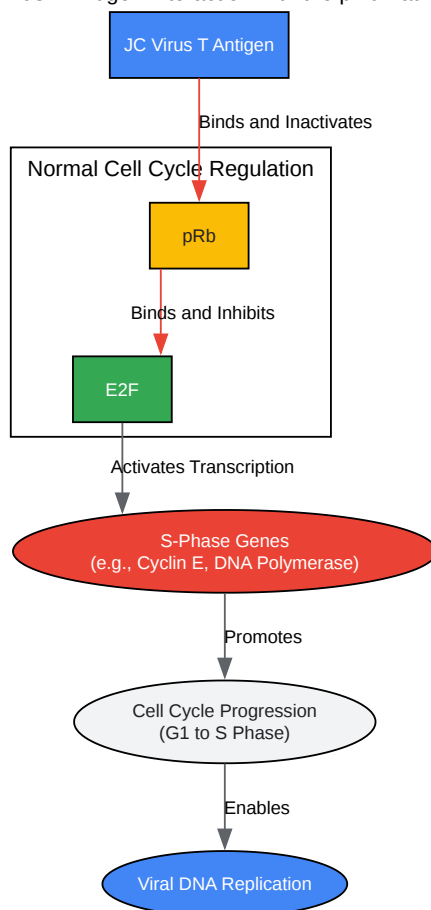 JC Virus T Antigen
Binds and Inactivates
Normal Cell Cycle Regulation
pRb
Binds and Inhibits
E2F
Activates Transcription
S-Phase Genes
(e.g., Cyclin E, DNA Polymerase)
Promotes
Cell Cycle Progression
(G1 to S Phase)
Enables
Viral DNA Replication